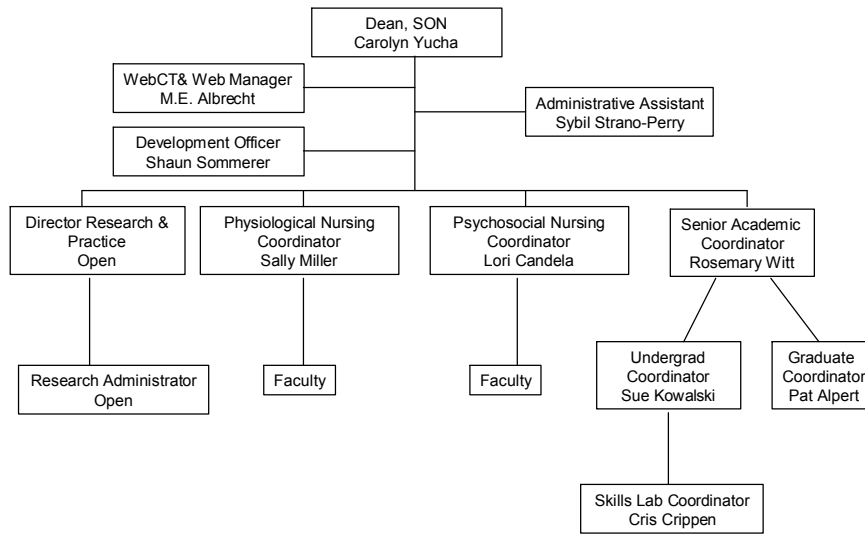 Dean, SON
Carolyn Yucha
WebCT& Web Manager
M.E. Albrecht
Administrative Assistant
Sybil Strano-Perry
Development Officer
Shaun Sommerer
Director Research &
Practice
Open
Physiological Nursing
Coordinator
Sally Miller
Psychosocial Nursing
Coordinator
Lori Candela
Senior Academic
Coordinator
Rosemary Witt
Research Administrator
Open
Faculty
Faculty
Undergrad
Coordinator
Sue Kowalski
Graduate
Coordinator
Pat Alpert
Skills Lab Coordinator
Cris Crippen